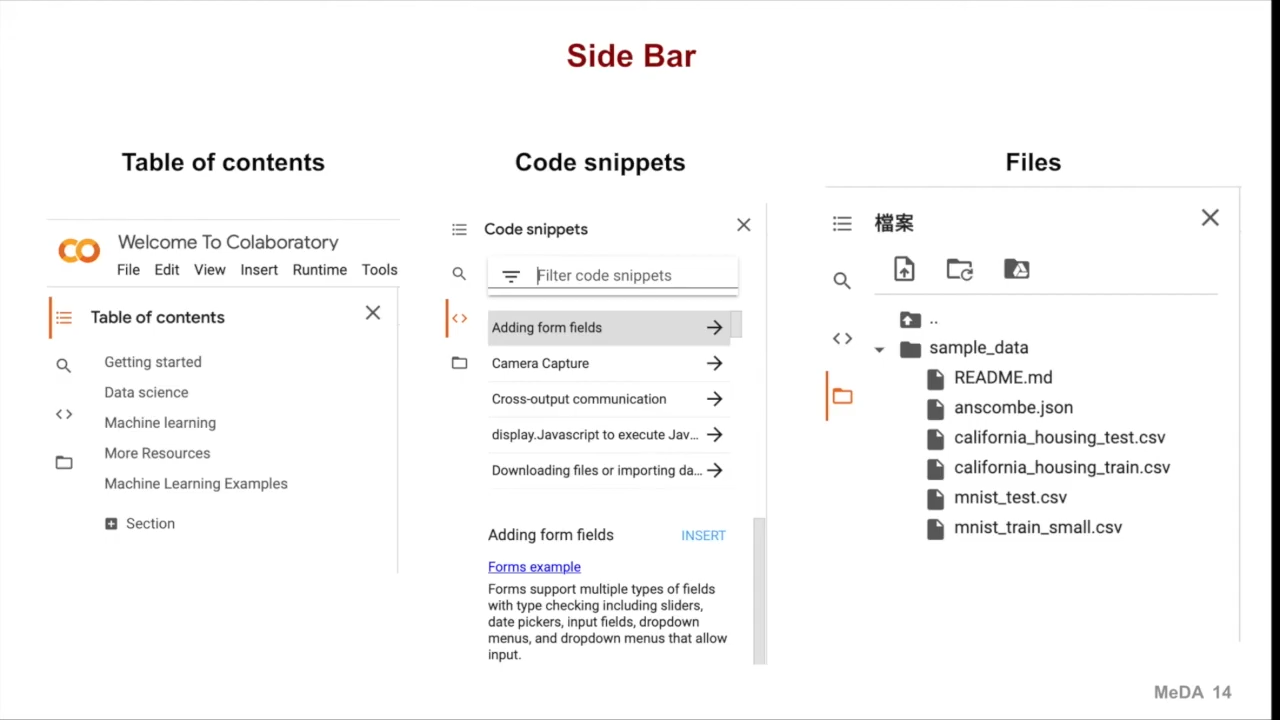 Side Bar
Table of contents
Welcome To Colaboratory
File Edit View Insert Runtime Tools
Table of contents
Getting started
Data science
Machine learning
More Resources
Machine Learning Examples
Section
Code snippets
Code snippets
Filter code snippets
Adding form fields
Camera Capture
Cross-output communication
display.Javascript to execute Jav...
Downloading files or importing da...
Adding form fields INSERT
Forms example
Forms support multiple types of fields
with type checking including sliders,
date pickers, input fields, dropdown
menus, and dropdown menus that allow
input.
Files
檔案
..
sample_data
README.md
anscombe.json
california_housing_test.csv
california_housing_train.csv
mnist_test.csv
mnist_train_small.csv
MeDA 14